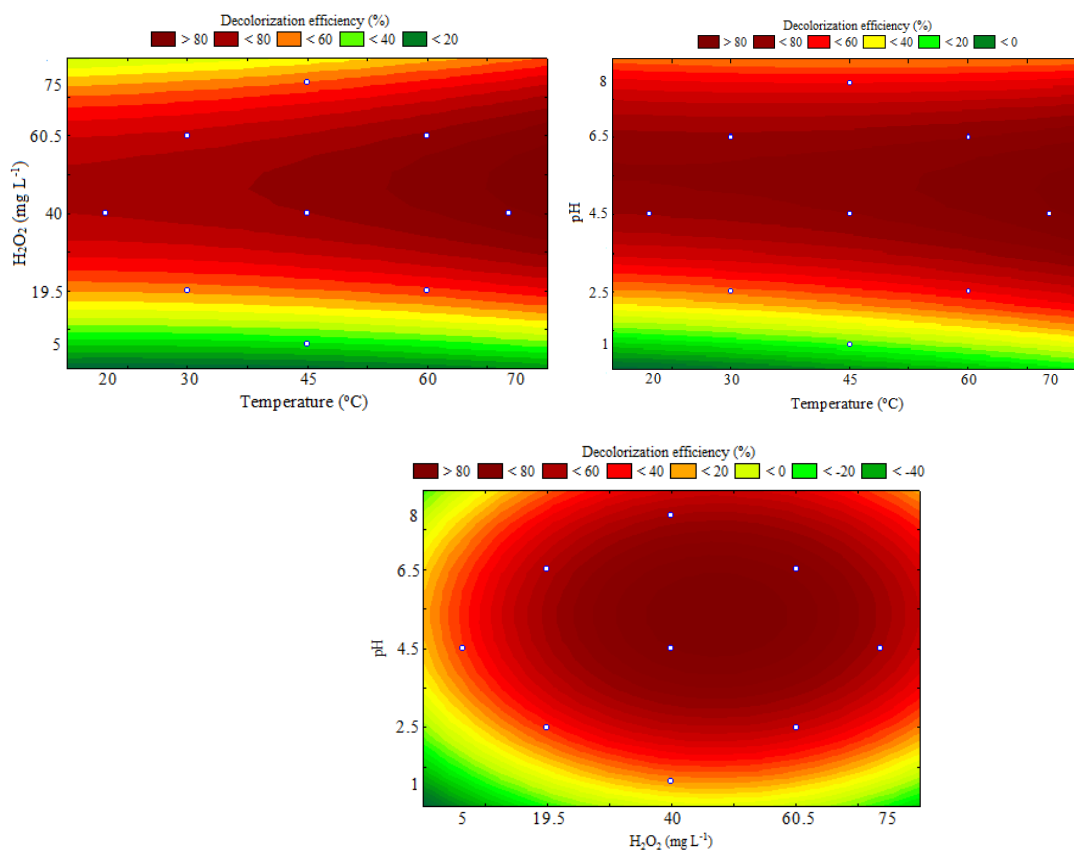 Decolorization efficiency (%)
> 80 < 80 < 60 < 40 < 20
H₂O₂ (mg L⁻¹)
75
60.5
40
19.5
5
20 30 45 60 70
Temperature (ºC)
Decolorization efficiency (%)
> 80 < 80 < 60 < 40 < 20 < 0
pH
8
6.5
4.5
2.5
1
20 30 45 60 70
Temperature (ºC)
Decolorization efficiency (%)
> 80 < 80 < 60 < 40 < 20 < 0 < -20 < -40
pH
8
6.5
4.5
2.5
1
5 19.5 40 60.5 75
H₂O₂ (mg L⁻¹)